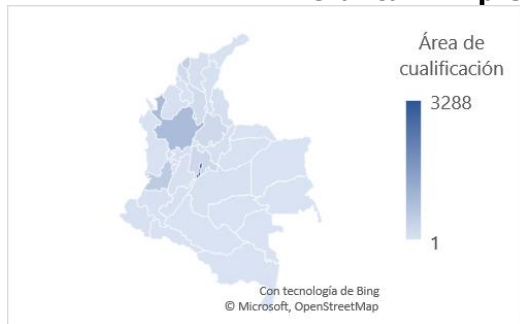 Área de
cualificación
3288
1
Con tecnología de Bing
© Microsoft, OpenStreetMap